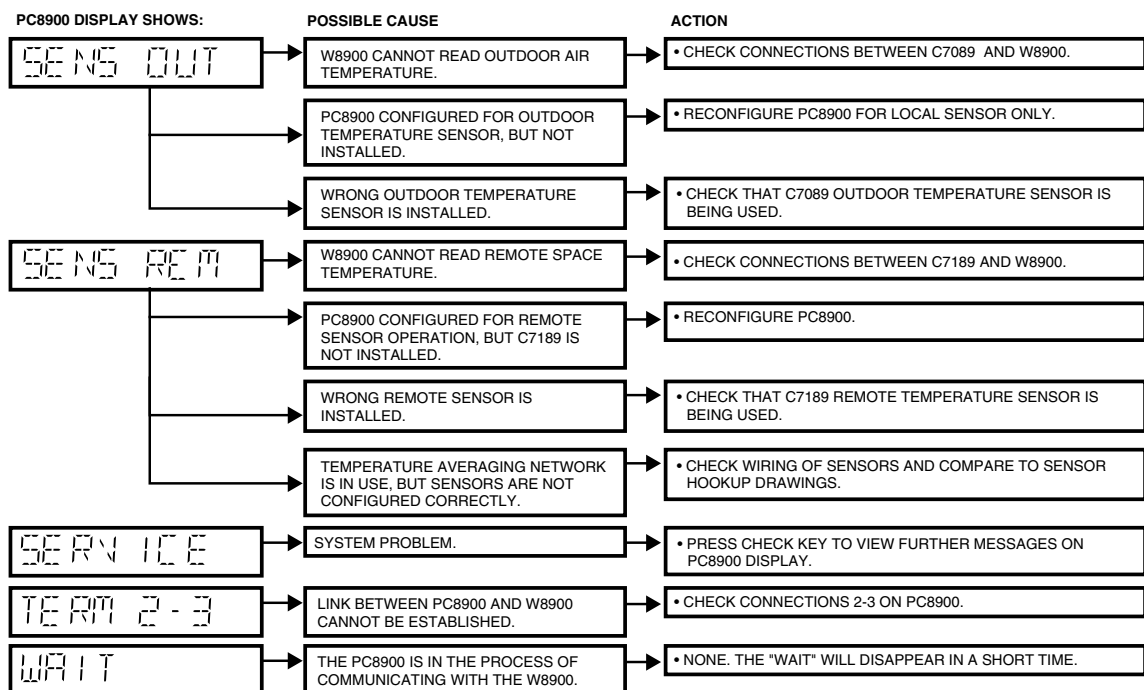 PC8900 DISPLAY SHOWS:
POSSIBLE CAUSE
ACTION
SENS OUT
W8900 CANNOT READ OUTDOOR AIR
TEMPERATURE.
• CHECK CONNECTIONS BETWEEN C7089 AND W8900.
PC8900 CONFIGURED FOR OUTDOOR
TEMPERATURE SENSOR, BUT NOT
INSTALLED.
• RECONFIGURE PC8900 FOR LOCAL SENSOR ONLY.
WRONG OUTDOOR TEMPERATURE
SENSOR IS INSTALLED.
• CHECK THAT C7089 OUTDOOR TEMPERATURE SENSOR IS
BEING USED.
SENS REM
W8900 CANNOT READ REMOTE SPACE
TEMPERATURE.
• CHECK CONNECTIONS BETWEEN C7189 AND W8900.
PC8900 CONFIGURED FOR REMOTE
SENSOR OPERATION, BUT C7189 IS
NOT INSTALLED.
• RECONFIGURE PC8900.
WRONG REMOTE SENSOR IS
INSTALLED.
• CHECK THAT C7189 REMOTE TEMPERATURE SENSOR IS
BEING USED.
TEMPERATURE AVERAGING NETWORK
IS IN USE, BUT SENSORS ARE NOT
CONFIGURED CORRECTLY.
• CHECK WIRING OF SENSORS AND COMPARE TO SENSOR
HOOKUP DRAWINGS.
SERVICE
SYSTEM PROBLEM.
• PRESS CHECK KEY TO VIEW FURTHER MESSAGES ON
PC8900 DISPLAY.
TERM 2-3
LINK BETWEEN PC8900 AND W8900
CANNOT BE ESTABLISHED.
• CHECK CONNECTIONS 2-3 ON PC8900.
WAIT
THE PC8900 IS IN THE PROCESS OF
COMMUNICATING WITH THE W8900.
• NONE. THE "WAIT" WILL DISAPPEAR IN A SHORT TIME.